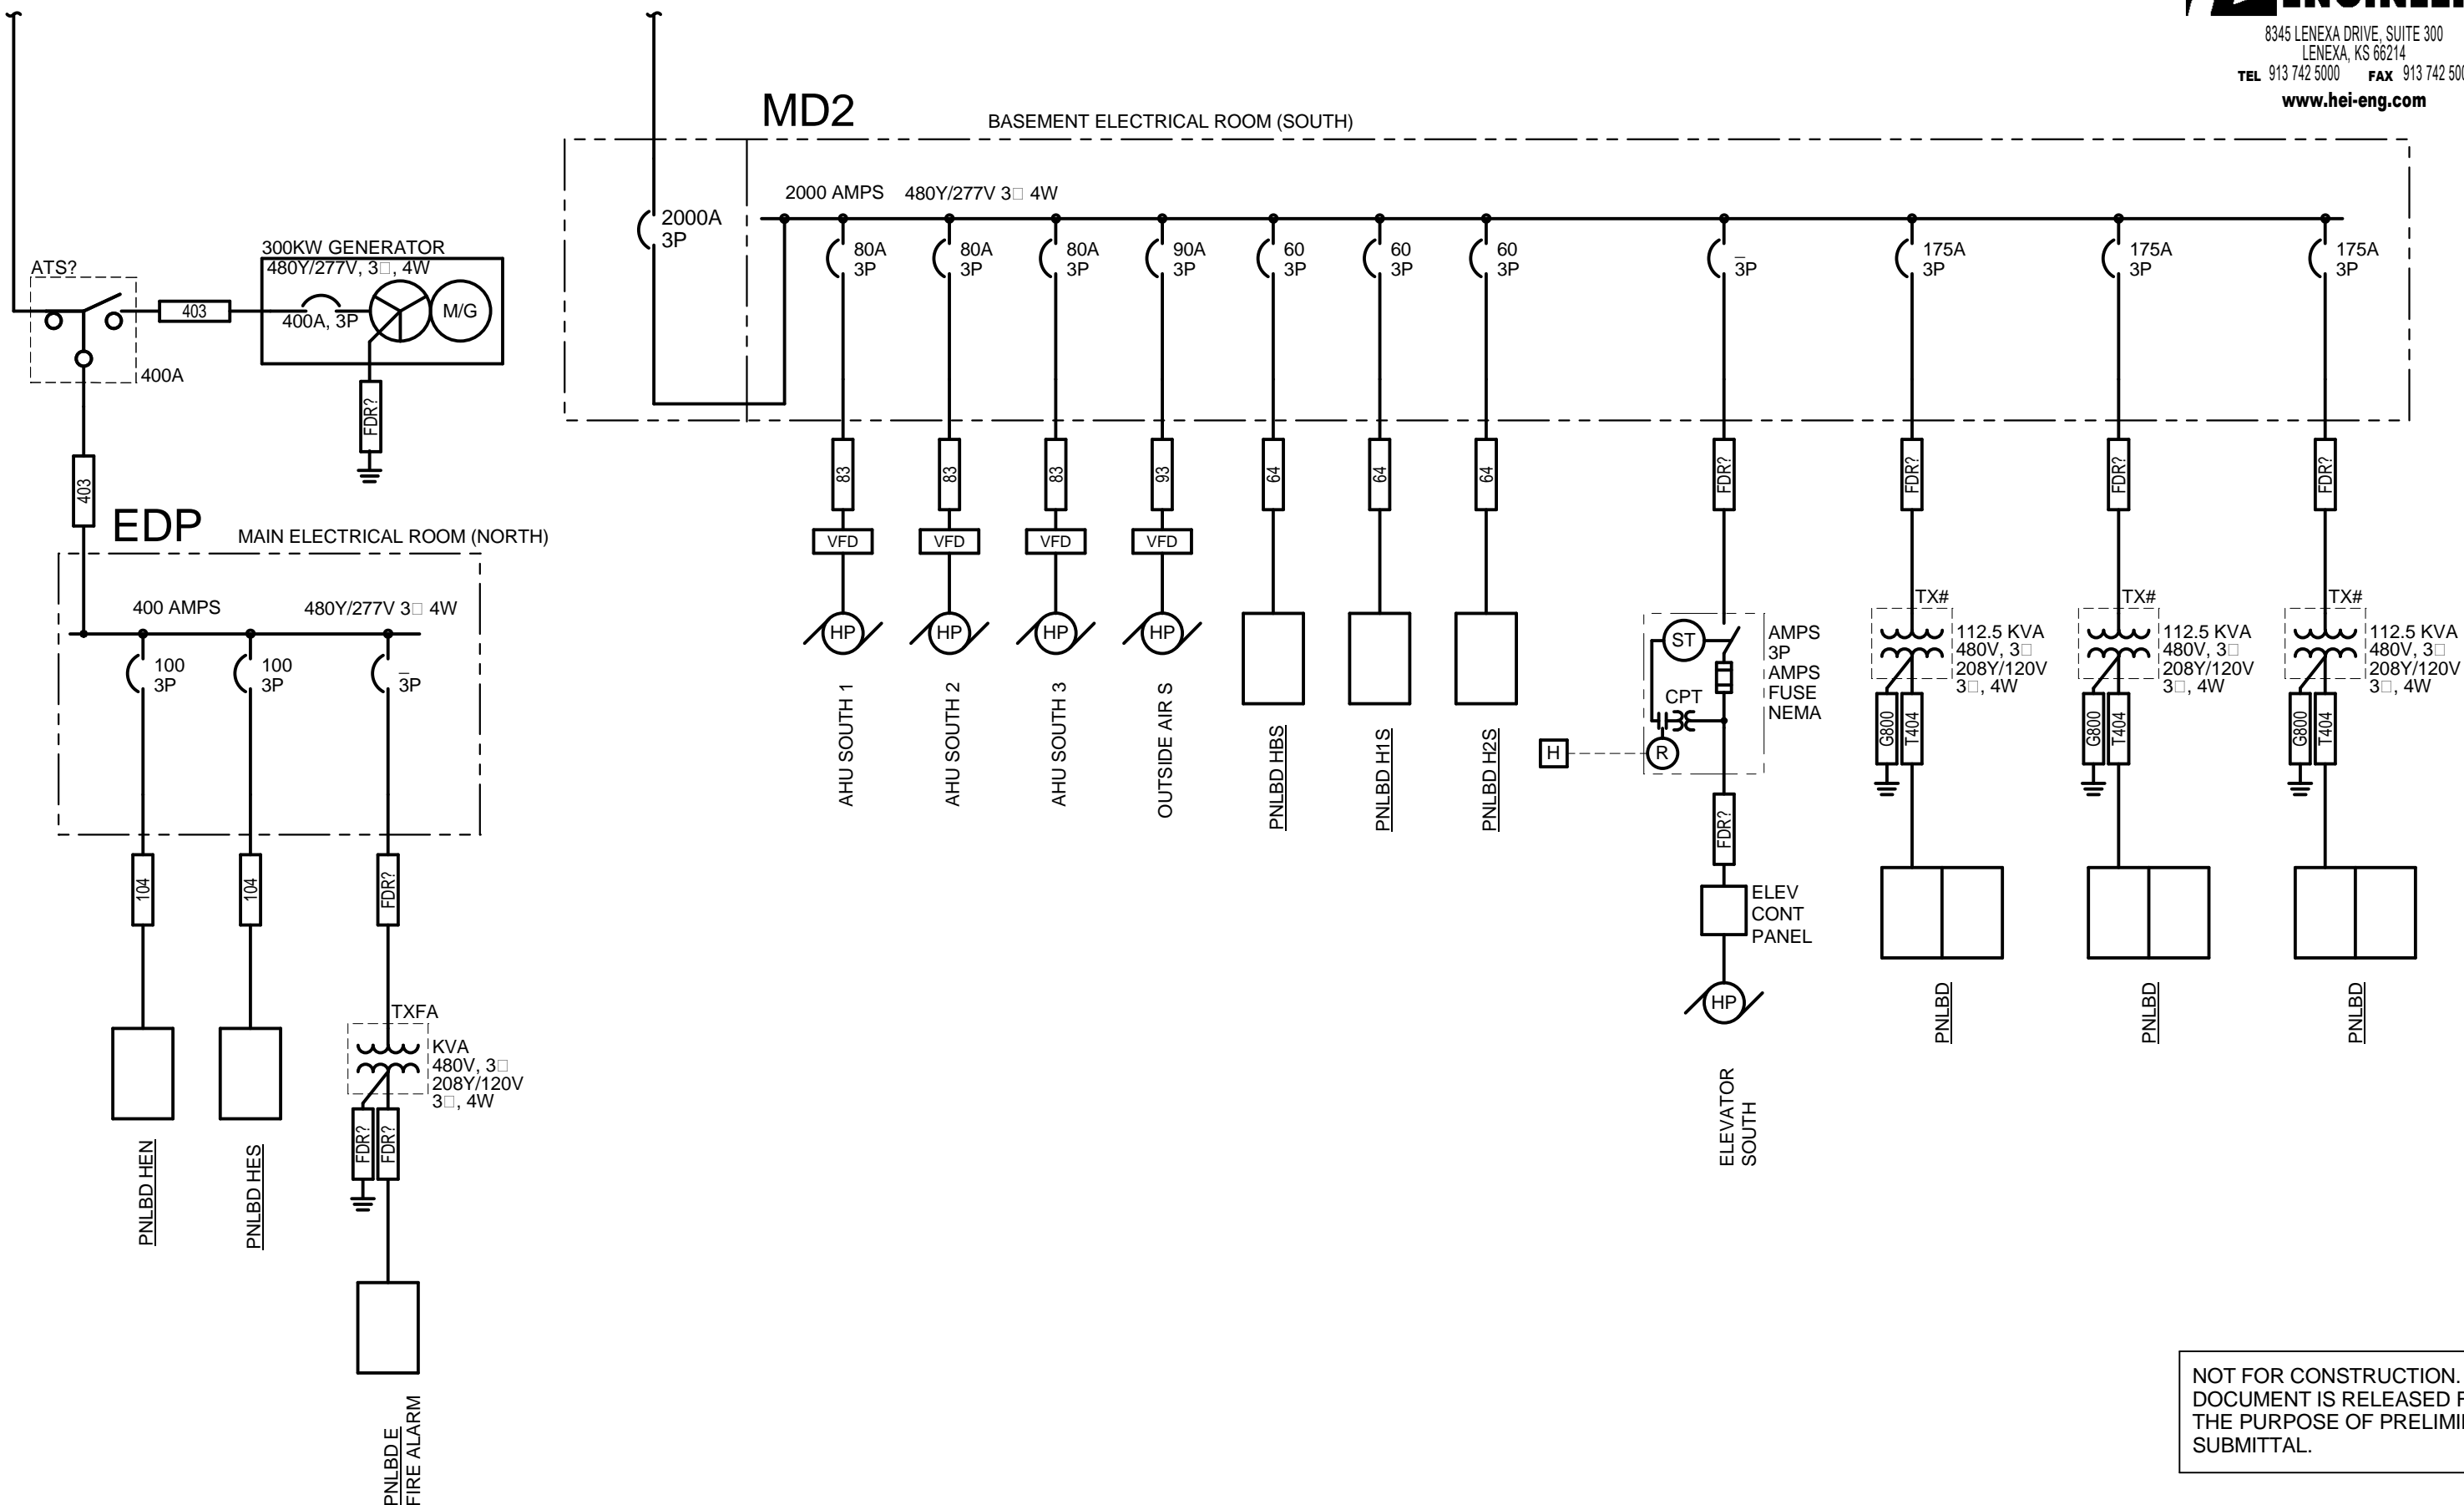 8345 LENEXA DRIVE, SUITE 300
LENEXA, KS 66214
TEL 913 742 5000 FAX 913 742 500
www.hei-eng.com
MD2
BASEMENT ELECTRICAL ROOM (SOUTH)
2000 AMPS 480Y/277V 3□ 4W
2000A
3P
80A
3P
80A
3P
80A
3P
90A
3P
60
3P
60
3P
60
3P
_
3P
175A
3P
175A
3P
175A
3P
ATS?
400A
403
300KW GENERATOR
480Y/277V, 3□, 4W
400A, 3P
M/G
FDR?
403
EDP
MAIN ELECTRICAL ROOM (NORTH)
400 AMPS
480Y/277V 3□ 4W
100
3P
100
3P
_
3P
104
104
FDR?
TXFA
KVA
480V, 3□
208Y/120V
3□, 4W
FDR?
FDR?
PNLBD HEN
PNLBD HES
PNLBD E
FIRE ALARM
83
83
83
93
64
64
64
FDR?
FDR?
FDR?
FDR?
VFD
VFD
VFD
VFD
HP
HP
HP
HP
AHU SOUTH 1
AHU SOUTH 2
AHU SOUTH 3
OUTSIDE AIR S
PNLBD HBS
PNLBD H1S
PNLBD H2S
ST
CPT
R
H
AMPS
3P
AMPS
FUSE
NEMA
FDR?
ELEV
CONT
PANEL
HP
ELEVATOR
SOUTH
TX#
112.5 KVA
480V, 3□
208Y/120V
3□, 4W
G800
T404
PNLBD
TX#
112.5 KVA
480V, 3□
208Y/120V
3□, 4W
G800
T404
PNLBD
TX#
112.5 KVA
480V, 3□
208Y/120V
3□, 4W
G800
T404
PNLBD
NOT FOR CONSTRUCTION.
DOCUMENT IS RELEASED
THE PURPOSE OF
SUBMITTAL.